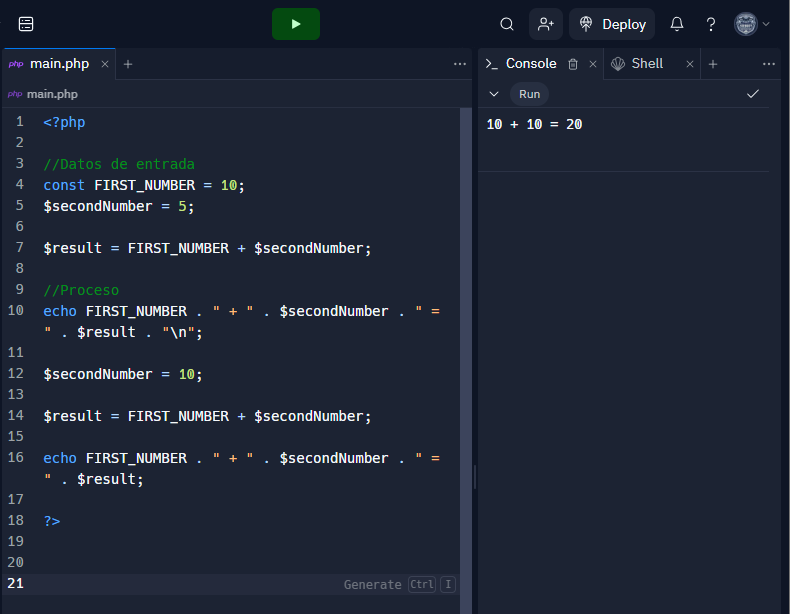 Deploy
php main.php
Console
Shell
php main.php
Run
1 <?php
2
3 //Datos de entrada
4 const FIRST_NUMBER = 10;
5 $secondNumber = 5;
6
7 $result = FIRST_NUMBER + $secondNumber;
8
9 //Proceso
10 echo FIRST_NUMBER . " + " . $secondNumber . " =
" . $result . "\n";
11
12 $secondNumber = 10;
13
14 $result = FIRST_NUMBER + $secondNumber;
15
16 echo FIRST_NUMBER . " + " . $secondNumber . " =
" . $result;
17
18 ?>
19
20
21 Generate Ctrl I
10 + 10 = 20